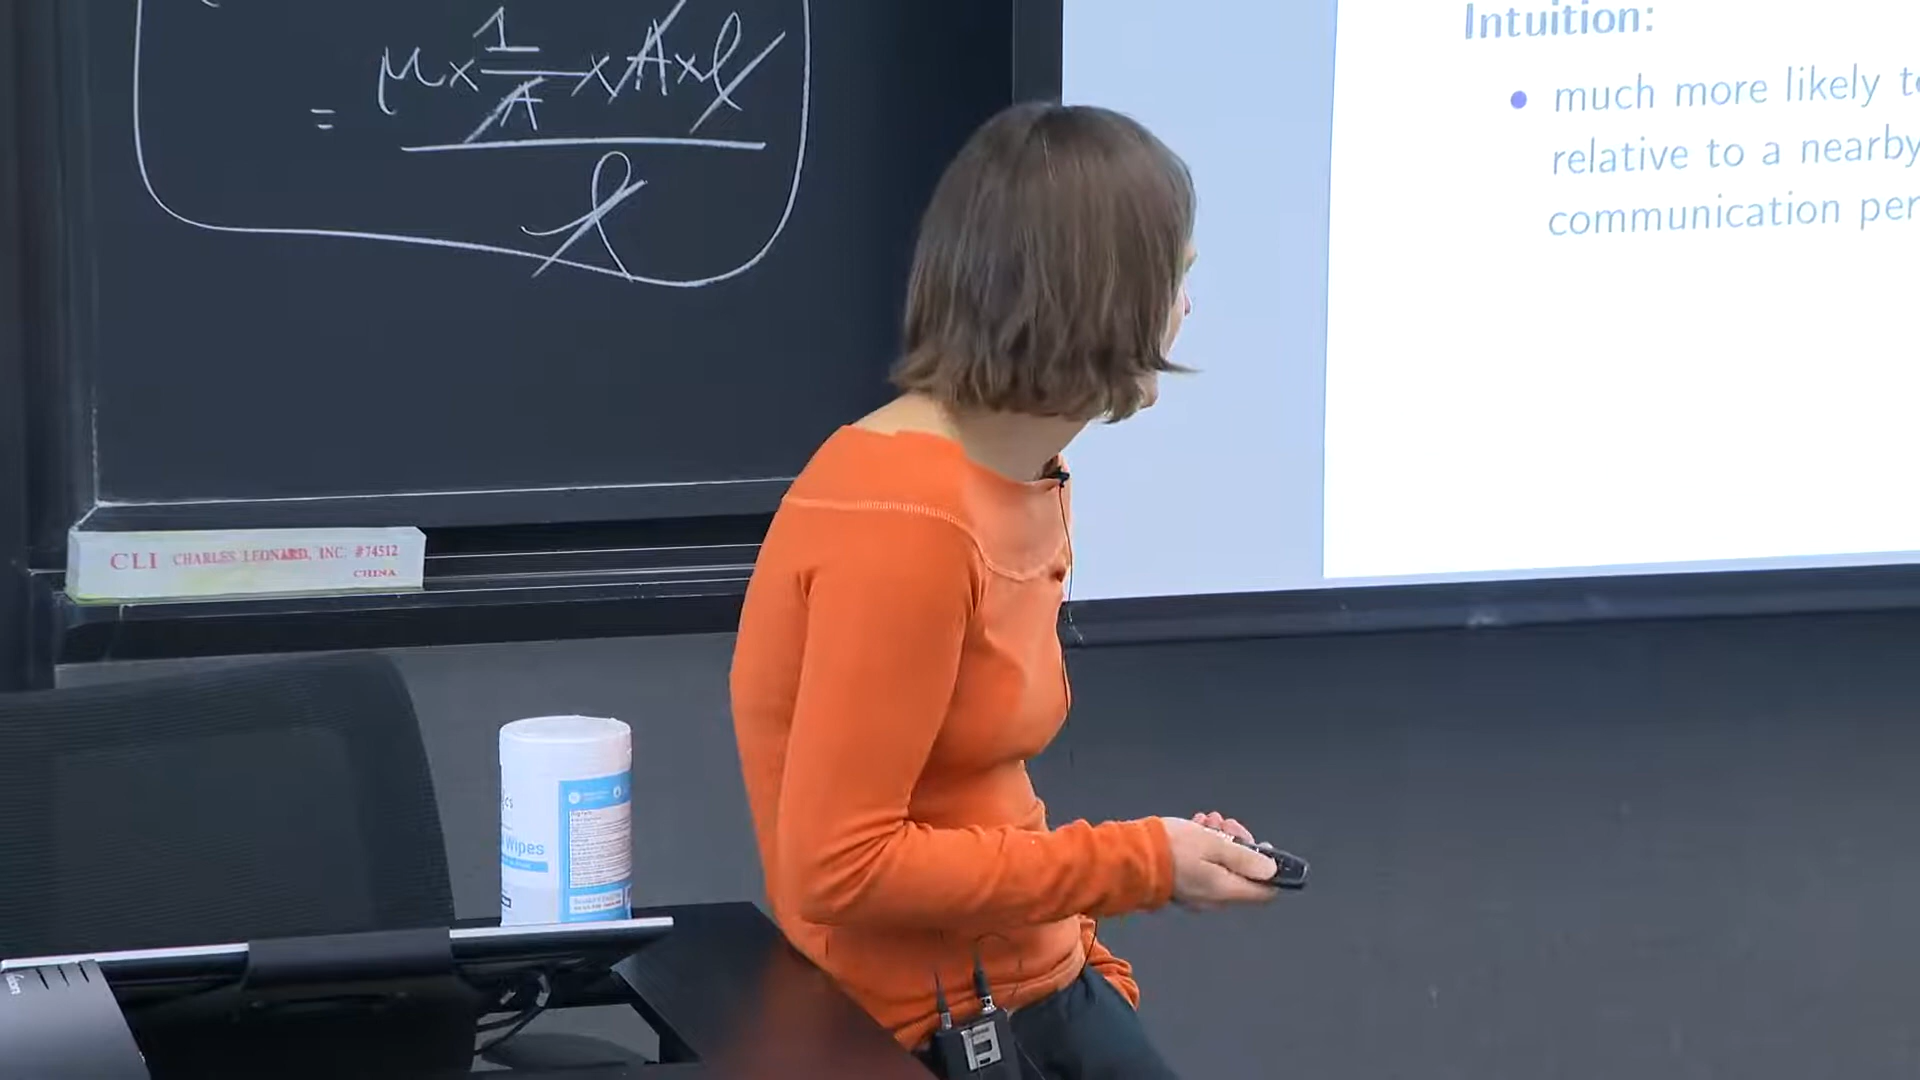 = μ x 1 / A x A x l
l
Intuition:
• much more likely
relative to a nearby
communication per
CLI CHARLES LEONARD, INC. #74512
CHINA
Wipes